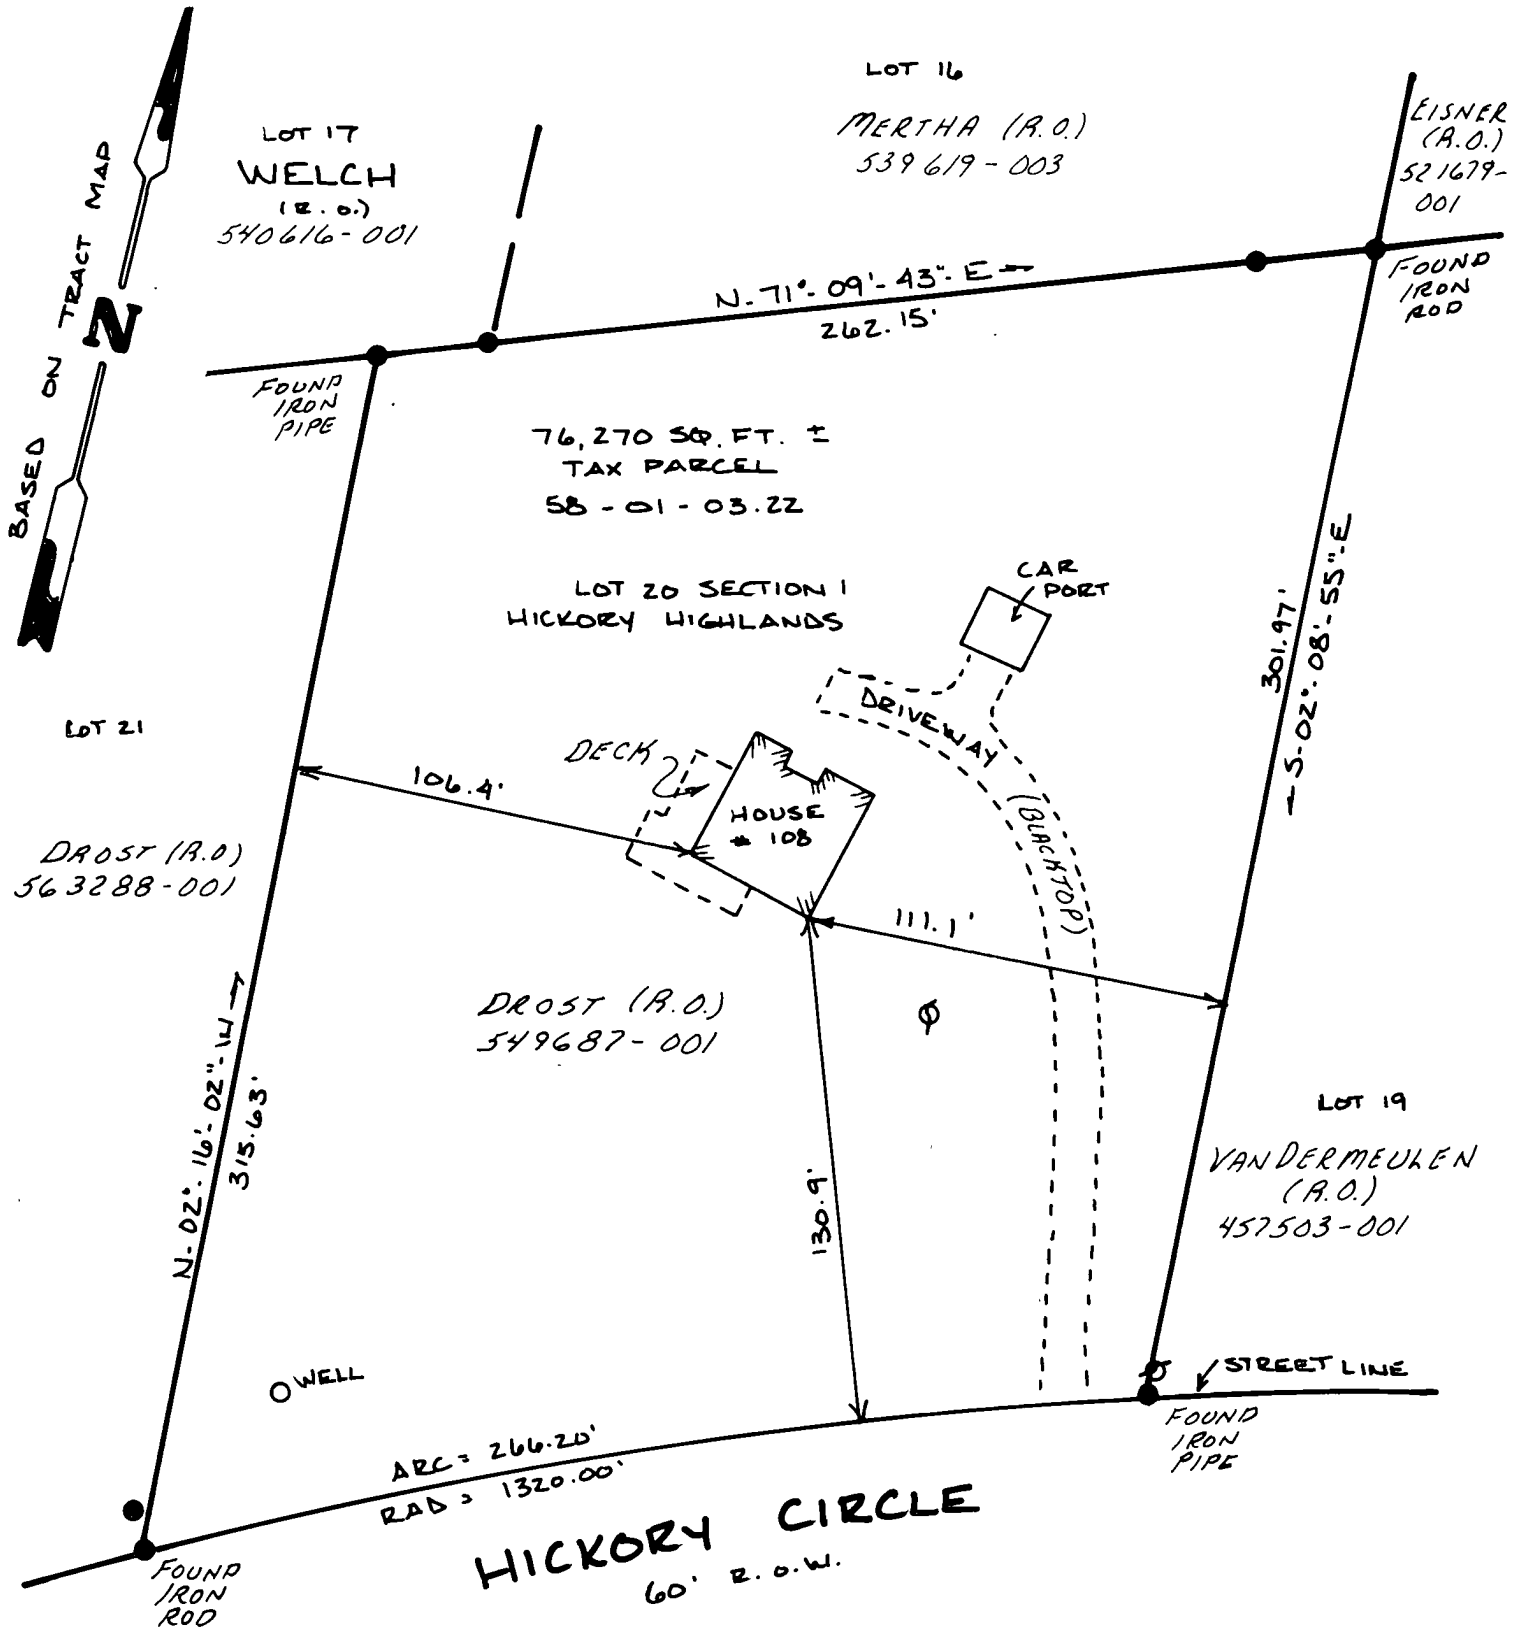 BASED ON TRACT MAP
N
LOT 17
WELCH
(R.O.)
540616-001
LOT 16
MERTHA (R.O.)
539619-003
EISNER
(R.O.)
521679-
001
N-71°-09'-43"-E→
262.15'
FOUND
IRON
PIPE
FOUND
IRON
ROD
76,270 SQ. FT. ±
TAX PARCEL
58-01-03.22
LOT 20 SECTION 1
HICKORY HIGHLANDS
CAR
PORT
DRIVEWAY
(BLACKTOP)
←S-02°-08'-55"-E
301.97'
LOT 21
DROST (R.O)
563288-001
106.4'
DECK
HOUSE
# 108
111.1'
DROST (R.O.)
549687-001
N-02°-16'-02"-W→
315.63'
130.9'
LOT 19
VANDERMEULEN
(R.O.)
457503-001
WELL
STREET LINE
FOUND
IRON
PIPE
ARC = 266.20'
RAD = 1320.00'
HICKORY CIRCLE
60' R.O.W.
FOUND
IRON
ROD